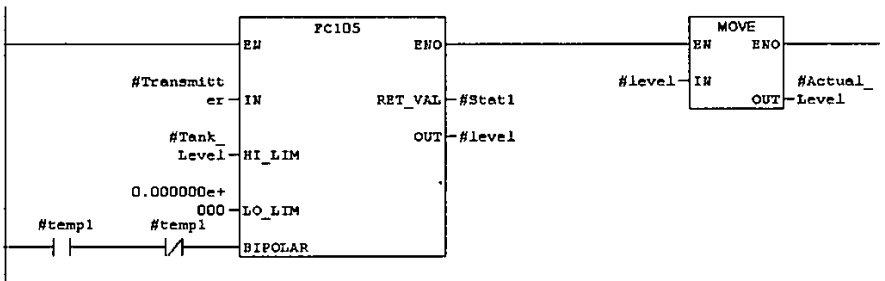 FC105
MOVE
EN
ENO
EN
ENO
#Transmitt
er
IN
RET_VAL
#Stat1
#level
IN
#Actual_
Level
OUT
#Tank_
Level
HI_LIM
OUT
#level
0.000000e+
000
LO_LIM
#temp1
#temp1
BIPOLAR